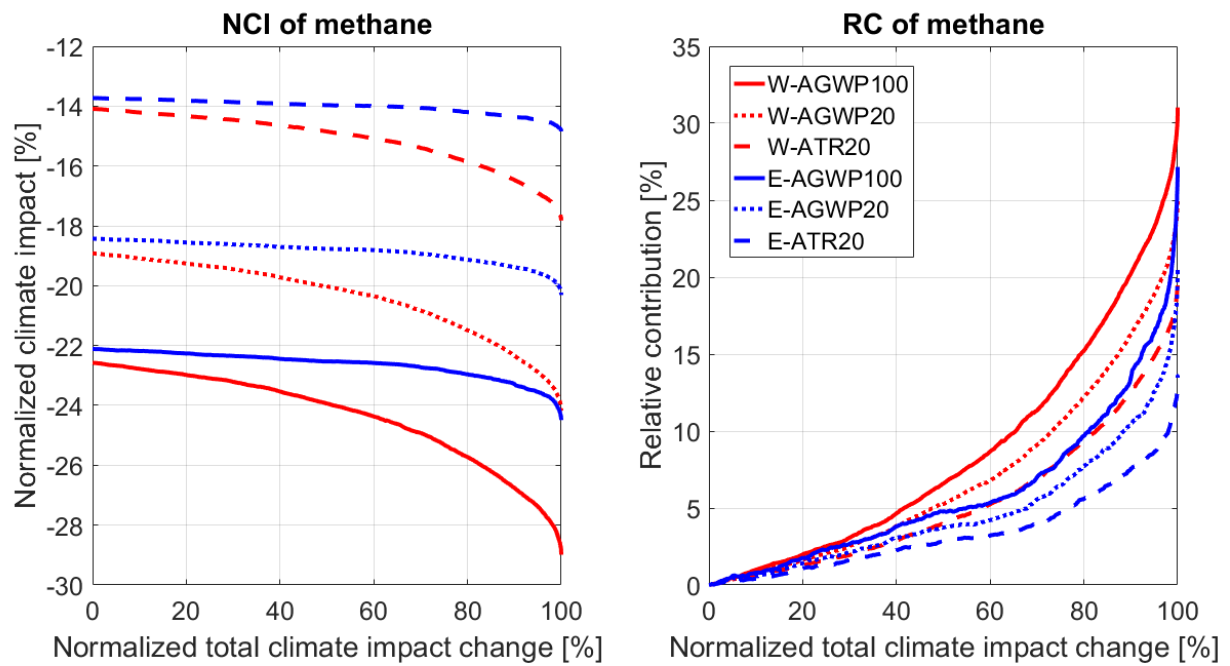 NCI of methane
Normalized climate impact [%]
-12
-14
-16
-18
-20
-22
-24
-26
-28
-30
0 20 40 60 80 100
Normalized total climate impact change [%]
RC of methane
Relative contribution [%]
35
30
25
20
15
10
5
0
W-AGWP100
W-AGWP20
W-ATR20
E-AGWP100
E-AGWP20
E-ATR20
0 20 40 60 80 100
Normalized total climate impact change [%]